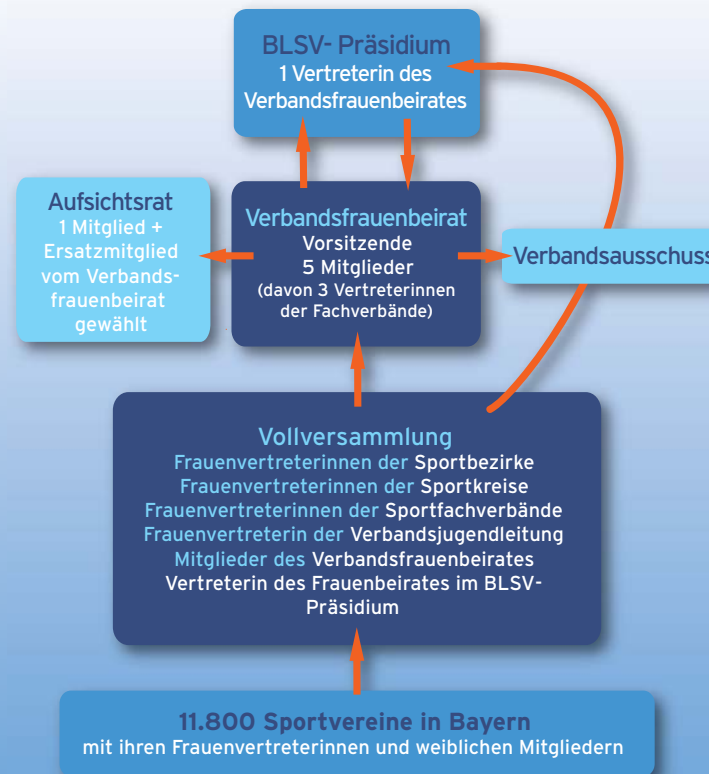 BLSV- Präsidium
1 Vertreterin des
Verbandsfrauenbeirates
Aufsichtsrat
1 Mitglied +
Ersatzmitglied
vom Verbands-
frauenbeirat
gewählt
Verbandsfrauenbeirat
Vorsitzende
5 Mitglieder
(davon 3 Vertreterinnen
der Fachverbände)
Verbandsausschuss
Vollversammlung
Frauenvertreterinnen der Sportbezirke
Frauenvertreterinnen der Sportkreise
Frauenvertreterinnen der Sportfachverbände
Frauenvertreterin der Verbandsjugendleitung
Mitglieder des Verbandsfrauenbeirates
Vertreterin des Frauenbeirates im BLSV-
Präsidium
11.800 Sportvereine in Bayern
mit ihren Frauenvertreterinnen und weiblichen Mitgliedern